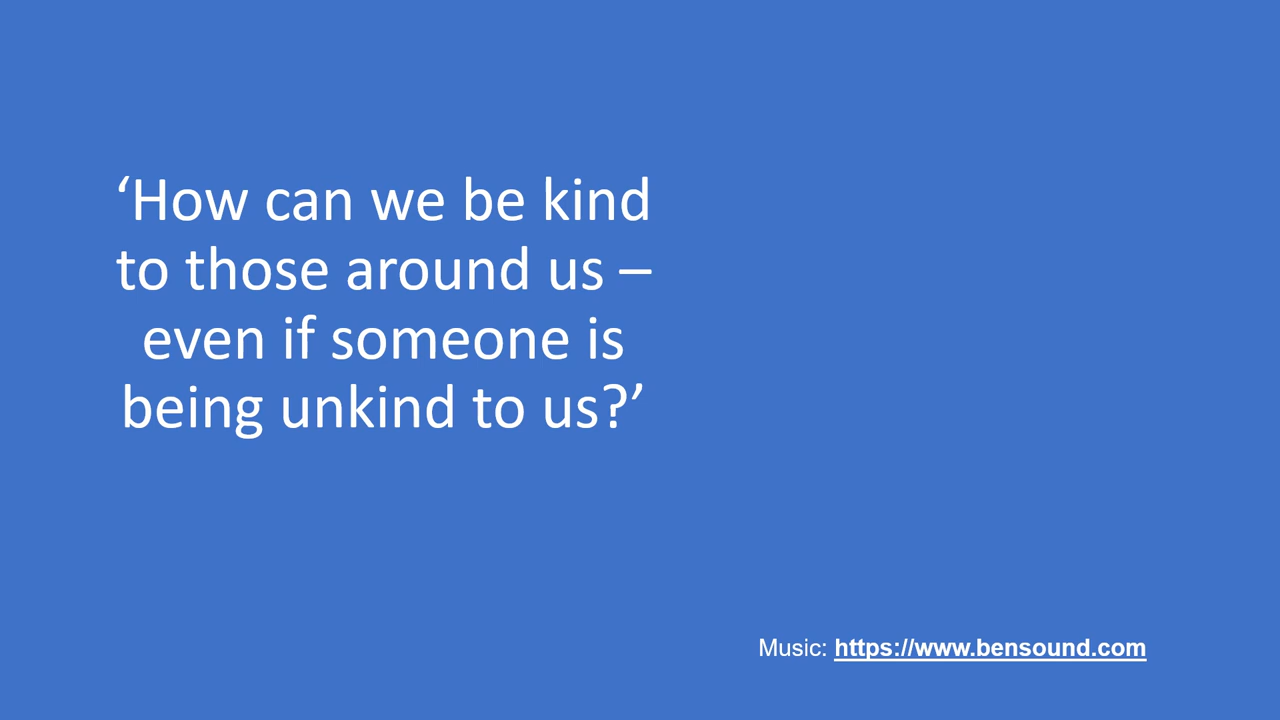 ‘How can we be kind
to those around us –
even if someone is
being unkind to us?’
Music: https://www.bensound.com